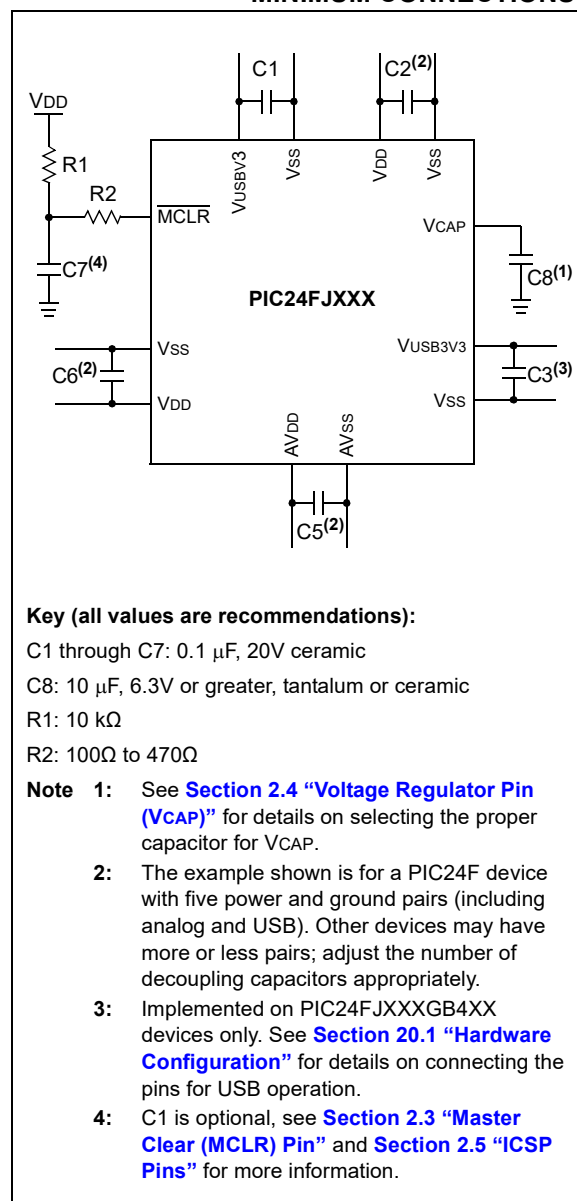 C1
C2(2)
VDD
R1
R2
C7(4)
MCLR
VUSBV3
VSS
VDD
VSS
VCAP
C8(1)
PIC24FJXXX
VSS
C6(2)
VDD
VUSB3V3
C3(3)
VSS
AVDD
AVSS
C5(2)
Key (all values are recommendations):
C1 through C7: 0.1 μF, 20V ceramic
C8: 10 μF, 6.3V or greater, tantalum or ceramic
R1: 10 kΩ
R2: 100Ω to 470Ω
Note 1: See Section 2.4 “Voltage Regulator Pin
(VCAP)” for details on selecting the proper
capacitor for VCAP.
2: The example shown is for a PIC24F device
with five power and ground pairs (including
analog and USB). Other devices may have
more or less pairs; adjust the number of
decoupling capacitors appropriately.
3: Implemented on PIC24FJXXXGB4XX
devices only. See Section 20.1 “Hardware
Configuration” for details on connecting the
pins for USB operation.
4: C1 is optional, see Section 2.3 “Master
Clear (MCLR) Pin” and Section 2.5 “ICSP
Pins” for more information.